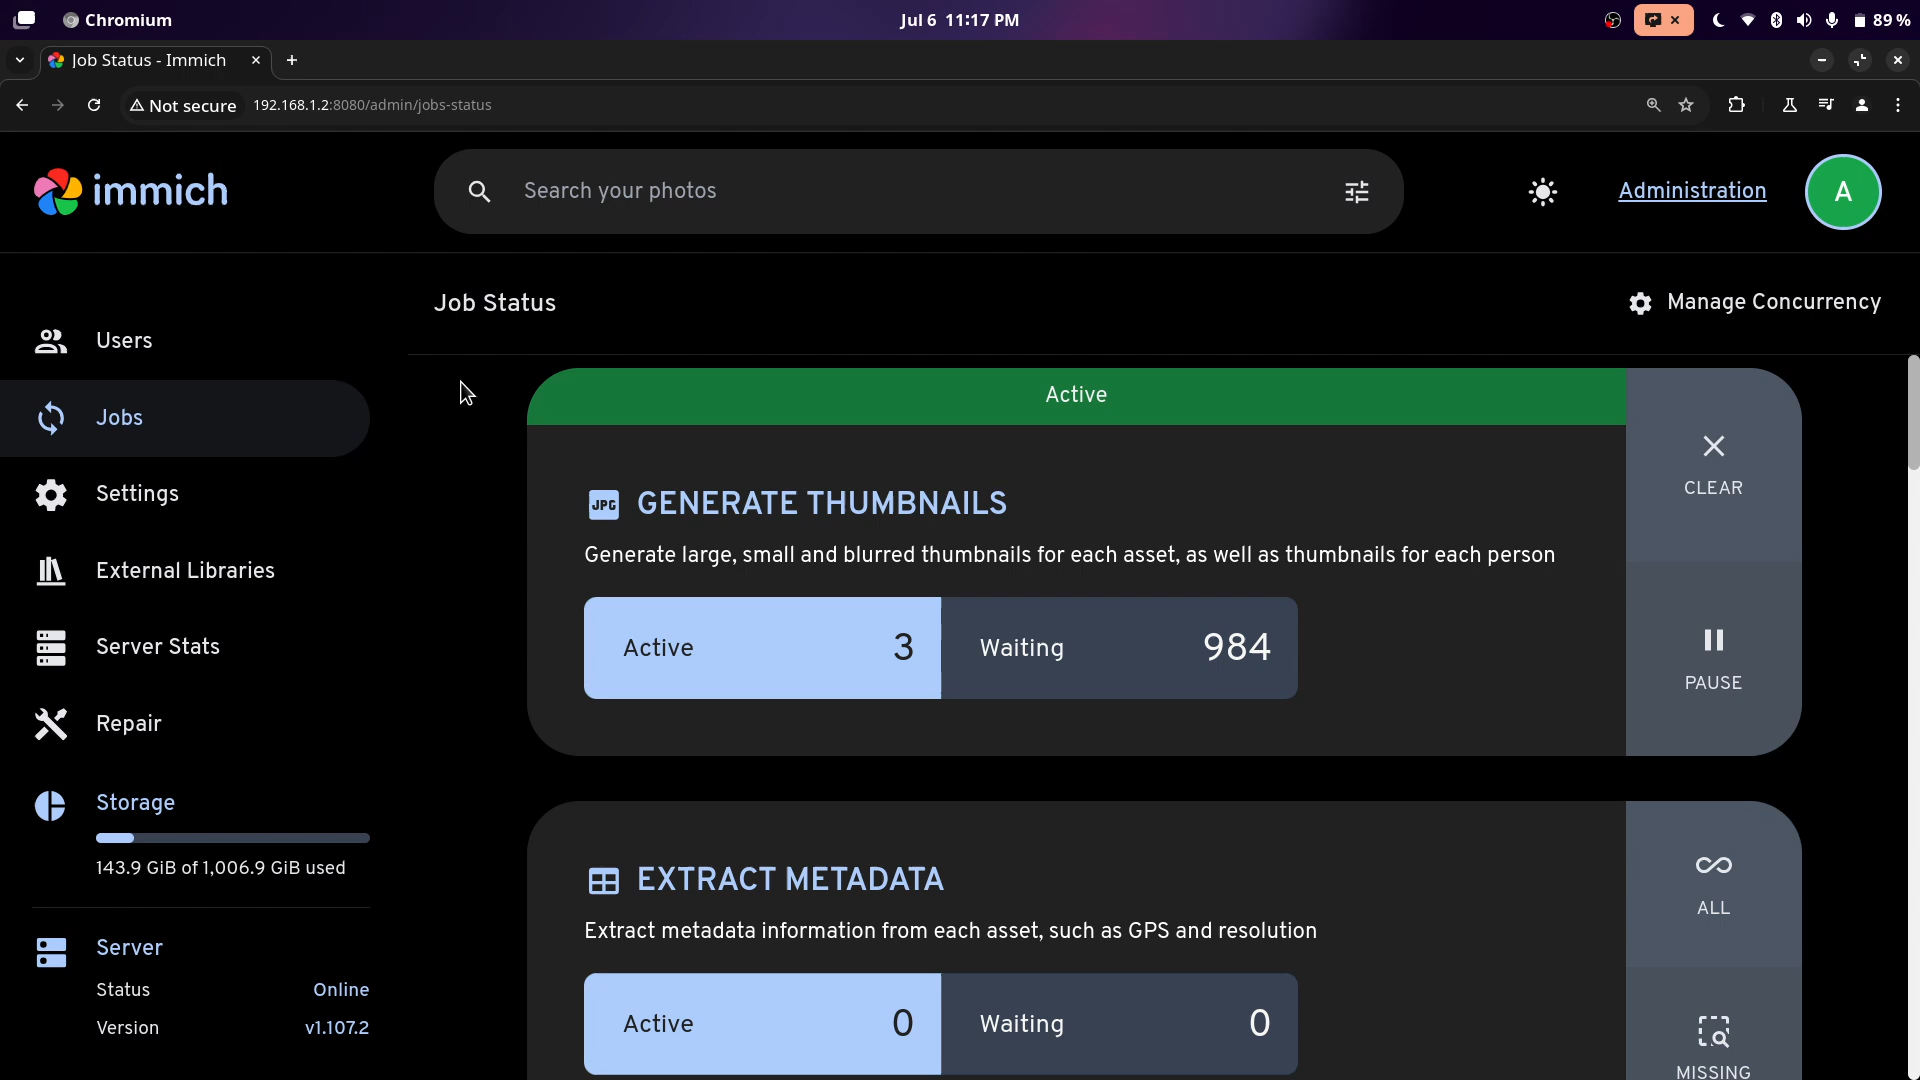 Chromium
Jul 6 11:17 PM
89 %
Job Status - Immich
Not secure
192.168.1.2:8080/admin/jobs-status
immich
Search your photos
Administration
A
Job Status
Manage Concurrency
Users
Jobs
Settings
External Libraries
Server Stats
Repair
Storage
143.9 GiB of 1,006.9 GiB used
Server
Status Online
Version v1.107.2
Active
JPG GENERATE THUMBNAILS
Generate large, small and blurred thumbnails for each asset, as well as thumbnails for each person
Active 3 Waiting 984
CLEAR
PAUSE
EXTRACT METADATA
Extract metadata information from each asset, such as GPS and resolution
Active 0 Waiting 0
ALL
MISSING